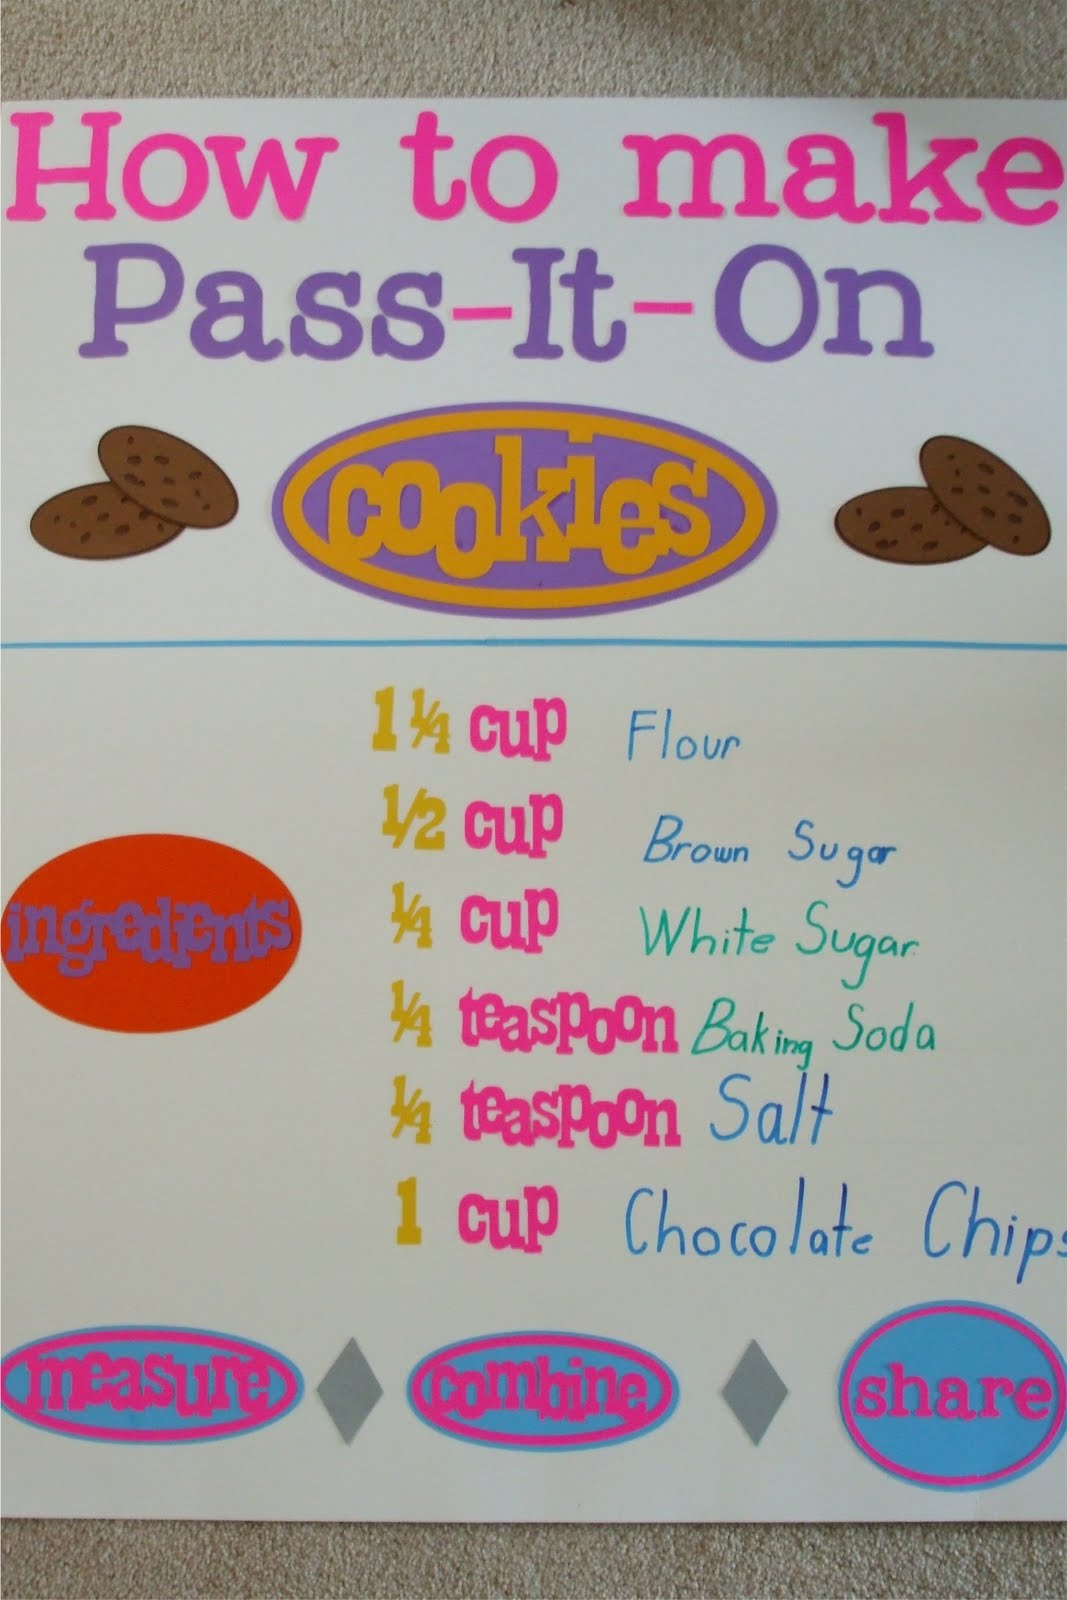 How to make
Pass-It-On
cookies
ingredients
1 1/4 cup Flour
1/2 cup Brown Sugar
1/4 cup White Sugar
1/4 teaspoon Baking Soda
1/4 teaspoon Salt
1 cup Chocolate Chips
measure combine share